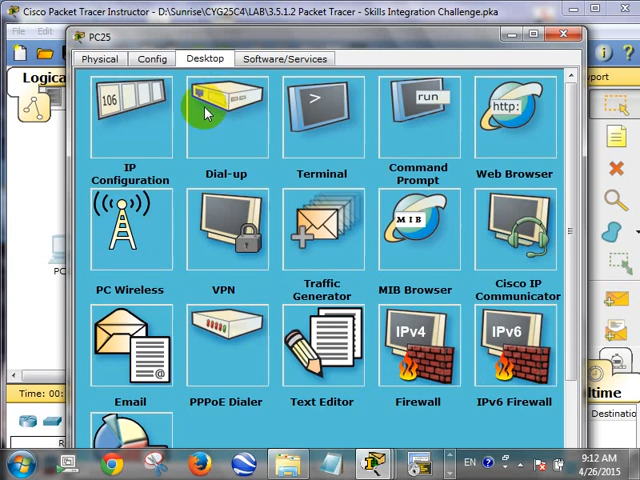 Cisco Packet Tracer Instructor - D:\Sunrise\CYG25C4\LAB\3.5.1.2 Packet Tracer - Skills Integration Challenge.pka
File
PC25
Physical
Config
Desktop
Software/Services
Logical
port
106
>
run
http:
IP
Configuration
Dial-up
Terminal
Command
Prompt
Web Browser
MIB
PC Wireless
VPN
Traffic
Generator
MIB Browser
Cisco IP
Communicator
PC
@
IPv4
IPv6
Email
PPPoE Dialer
Text Editor
Firewall
IPv6 Firewall
Time: 00:
ltime
Destinatio
EN
9:12 AM
4/26/2015